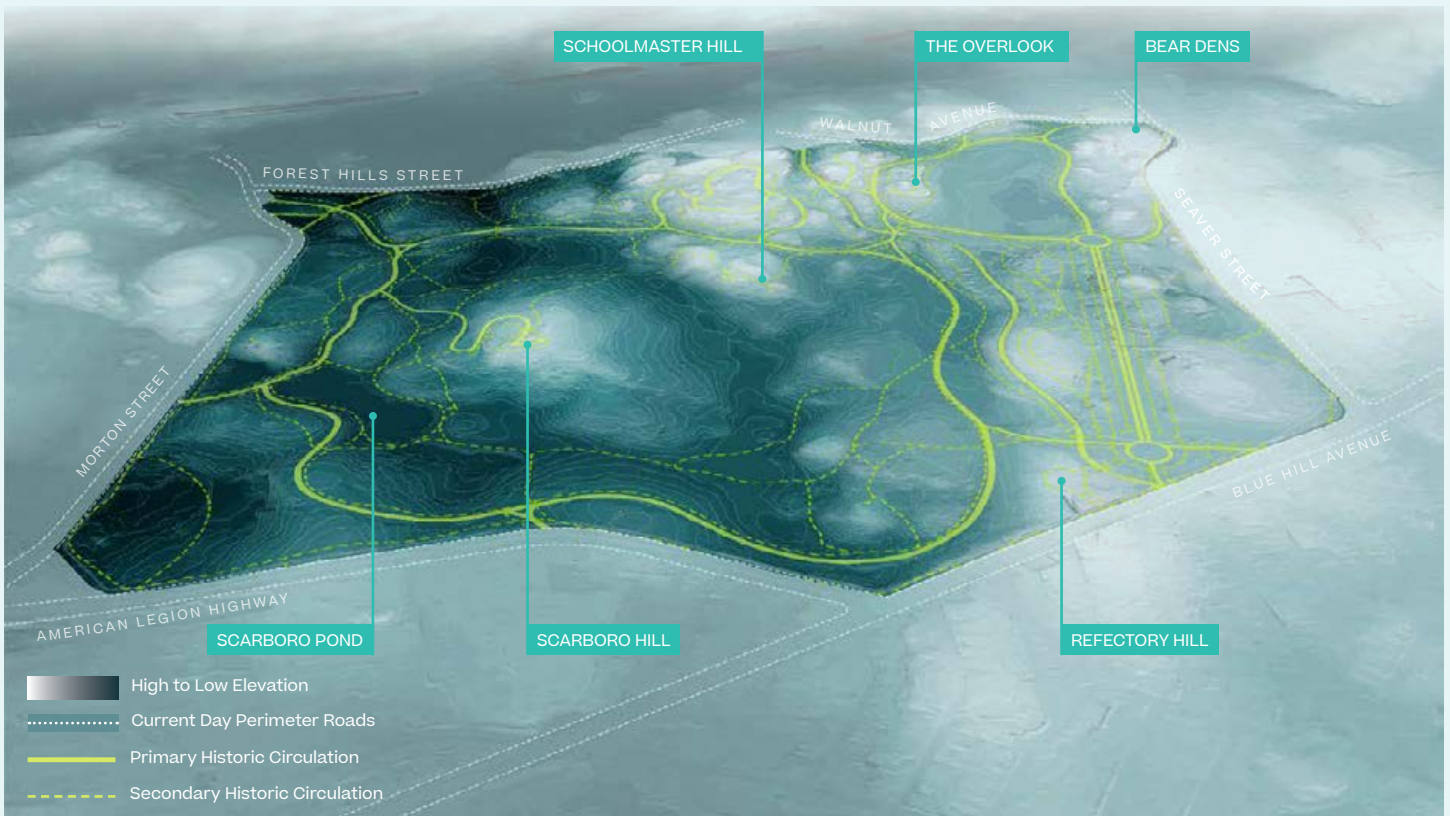 SCHOOLMASTER HILL
THE OVERLOOK
BEAR DENS
WALNUT AVENUE
FOREST HILLS STREET
SEAVER STREET
MORTON STREET
BLUE HILL AVENUE
AMERICAN LEGION HIGHWAY
SCARBORO POND
SCARBORO HILL
REFECTORY HILL
High to Low Elevation
Current Day Perimeter Roads
Primary Historic Circulation
Secondary Historic Circulation